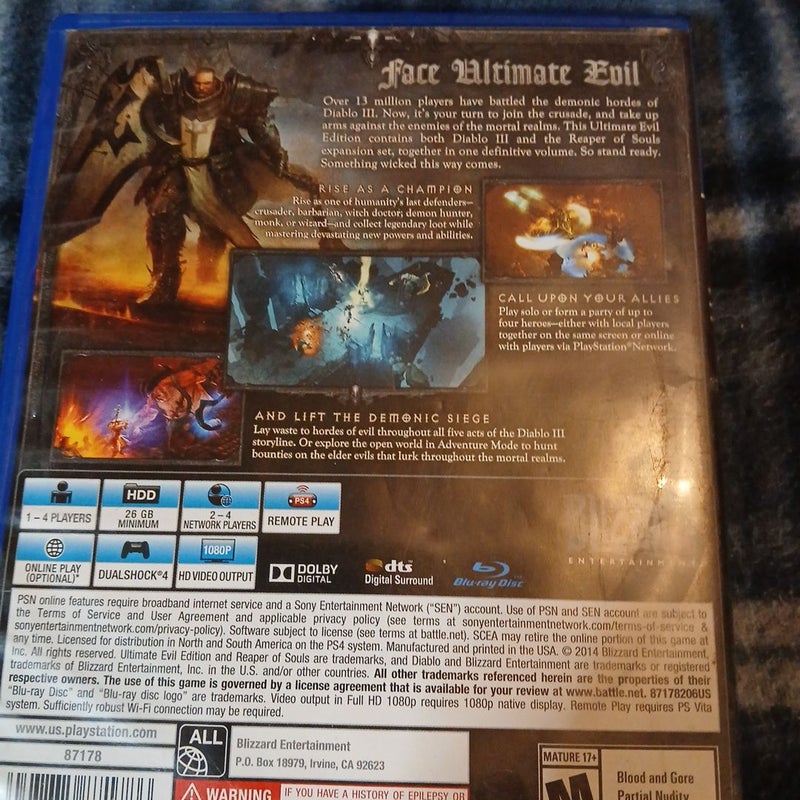 Face Ultimate Evil
Over 13 million players have battled the demonic hordes of
Diablo III. Now, it's your turn to join the crusade, and take up
arms against the enemies of the mortal realms. This Ultimate Evil
Edition contains both Diablo III and the Reaper of Souls
expansion set, together in one definitive volume. So stand ready.
Something wicked this way comes.
RISE AS A CHAMPION
Rise as one of humanity's last defenders—
crusader, barbarian, witch doctor, demon hunter,
monk, or wizard—and collect legendary loot while
mastering devastating new powers and abilities.
CALL UPON YOUR ALLIES
Play solo or form a party of up to
four heroes—either with local players
together on the same screen or online
with players via PlayStation®Network.
AND LIFT THE DEMONIC SIEGE
Lay waste to hordes of evil throughout all five acts of the Diablo III
storyline. Or explore the open world in Adventure Mode to hunt
bounties on the elder evils that lurk throughout the mortal realms.
1 – 4 PLAYERS
HDD
26 GB
MINIMUM
2 – 4
NETWORK PLAYERS
PS4
REMOTE PLAY
ONLINE PLAY
(OPTIONAL)*
DUALSHOCK®4
1080P
HD VIDEO OUTPUT
DOLBY
DIGITAL
dts
Digital Surround
Blu-ray Disc
ENTERTAINMENT
PSN online features require broadband internet service and a Sony Entertainment Network ("SEN") account. Use of PSN and SEN account are subject to
the Terms of Service and User Agreement and applicable privacy policy (see terms at sonyentertainmentnetwork.com/terms-of-service &
sonyentertainmentnetwork.com/privacy-policy). Software subject to license (see terms at battle.net). SCEA may retire the online portion of this game at
any time. Licensed for distribution in North and South America on the PS4 system. Manufactured and printed in the USA. © 2014 Blizzard Entertainment,
Inc. All rights reserved. Ultimate Evil Edition and Reaper of Souls are trademarks, and Diablo and Blizzard Entertainment are trademarks or registered
trademarks of Blizzard Entertainment, Inc. in the U.S. and/or other countries. All other trademarks referenced herein are the properties of their
respective owners. The use of this game is governed by a license agreement that is available for your review at www.battle.net. 87178206US
"Blu-ray Disc" and "Blu-ray disc logo" are trademarks. Video output in Full HD 1080p requires 1080p native display. Remote Play requires PS Vita
system. Sufficiently robust Wi-Fi connection may be required.
www.us.playstation.com
87178
ALL
Blizzard Entertainment
P.O. Box 18979, Irvine, CA 92623
WARNING
IF YOU HAVE A HISTORY OF EPILEPSY OR
MATURE 17+
M
Blood and Gore
Partial Nudity